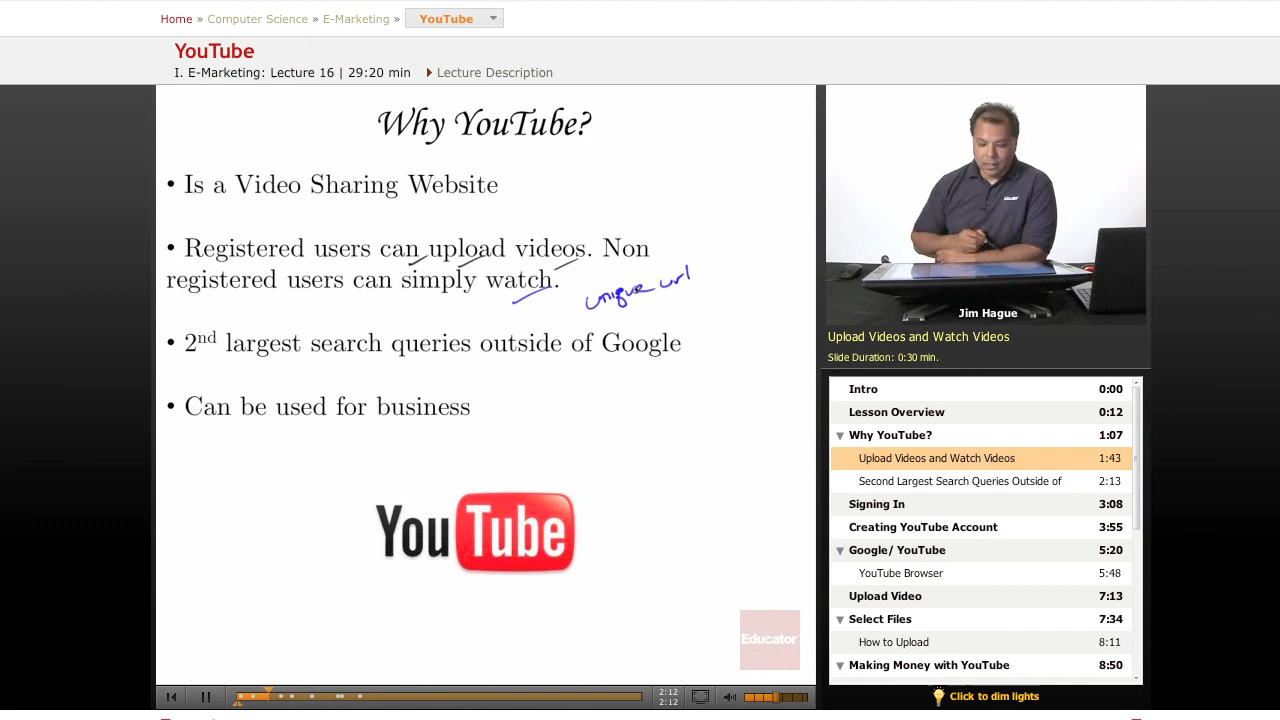 Home » Computer Science » E-Marketing » YouTube
YouTube
I. E-Marketing: Lecture 16 | 29:20 min Lecture Description
Why YouTube?
• Is a Video Sharing Website
• Registered users can upload videos. Non
registered users can simply watch.
unique url
• 2nd largest search queries outside of Google
• Can be used for business
YouTube
Educator
Jim Hague
Upload Videos and Watch Videos
Slide Duration: 0:30 min.
Intro 0:00
Lesson Overview 0:12
Why YouTube? 1:07
Upload Videos and Watch Videos 1:43
Second Largest Search Queries Outside of 2:13
Signing In 3:08
Creating YouTube Account 3:55
Google/ YouTube 5:20
YouTube Browser 5:48
Upload Video 7:13
Select Files 7:34
How to Upload 8:11
Making Money with YouTube 8:50
2:12
2:12
Click to dim lights